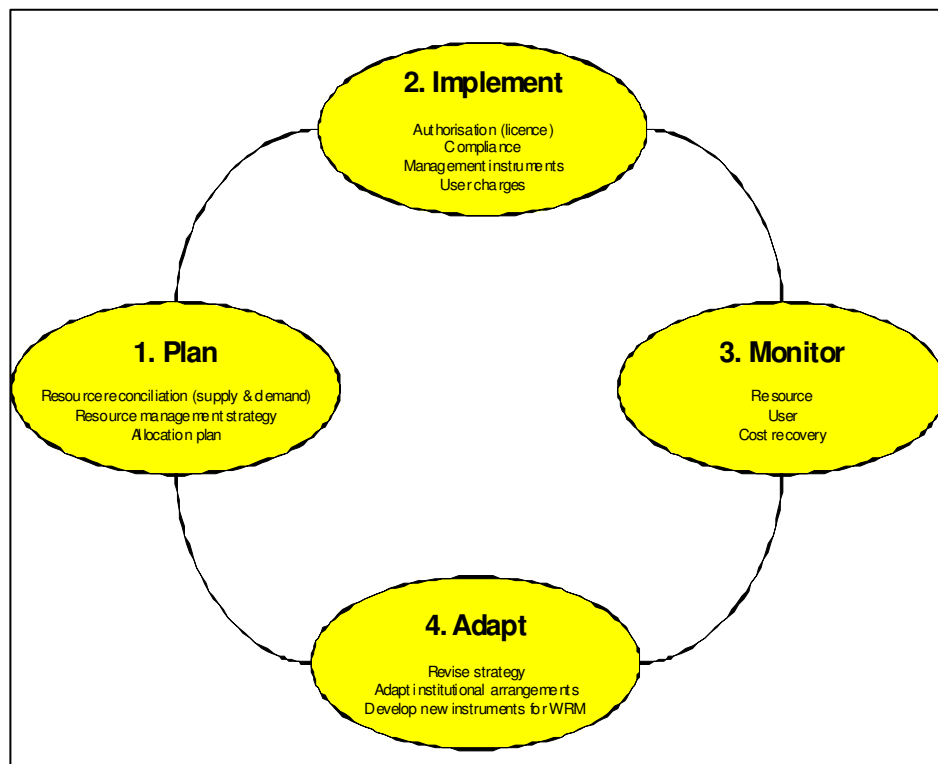 2. Implement
Authorisation (licence)
Compliance
Management instruments
User charges
1. Plan
Resource reconciliation (supply & demand)
Resource management strategy
Allocation plan
3. Monitor
Resource
User
Cost recovery
4. Adapt
Revise strategy
Adapt institutional arrangements
Develop new instruments for WRM